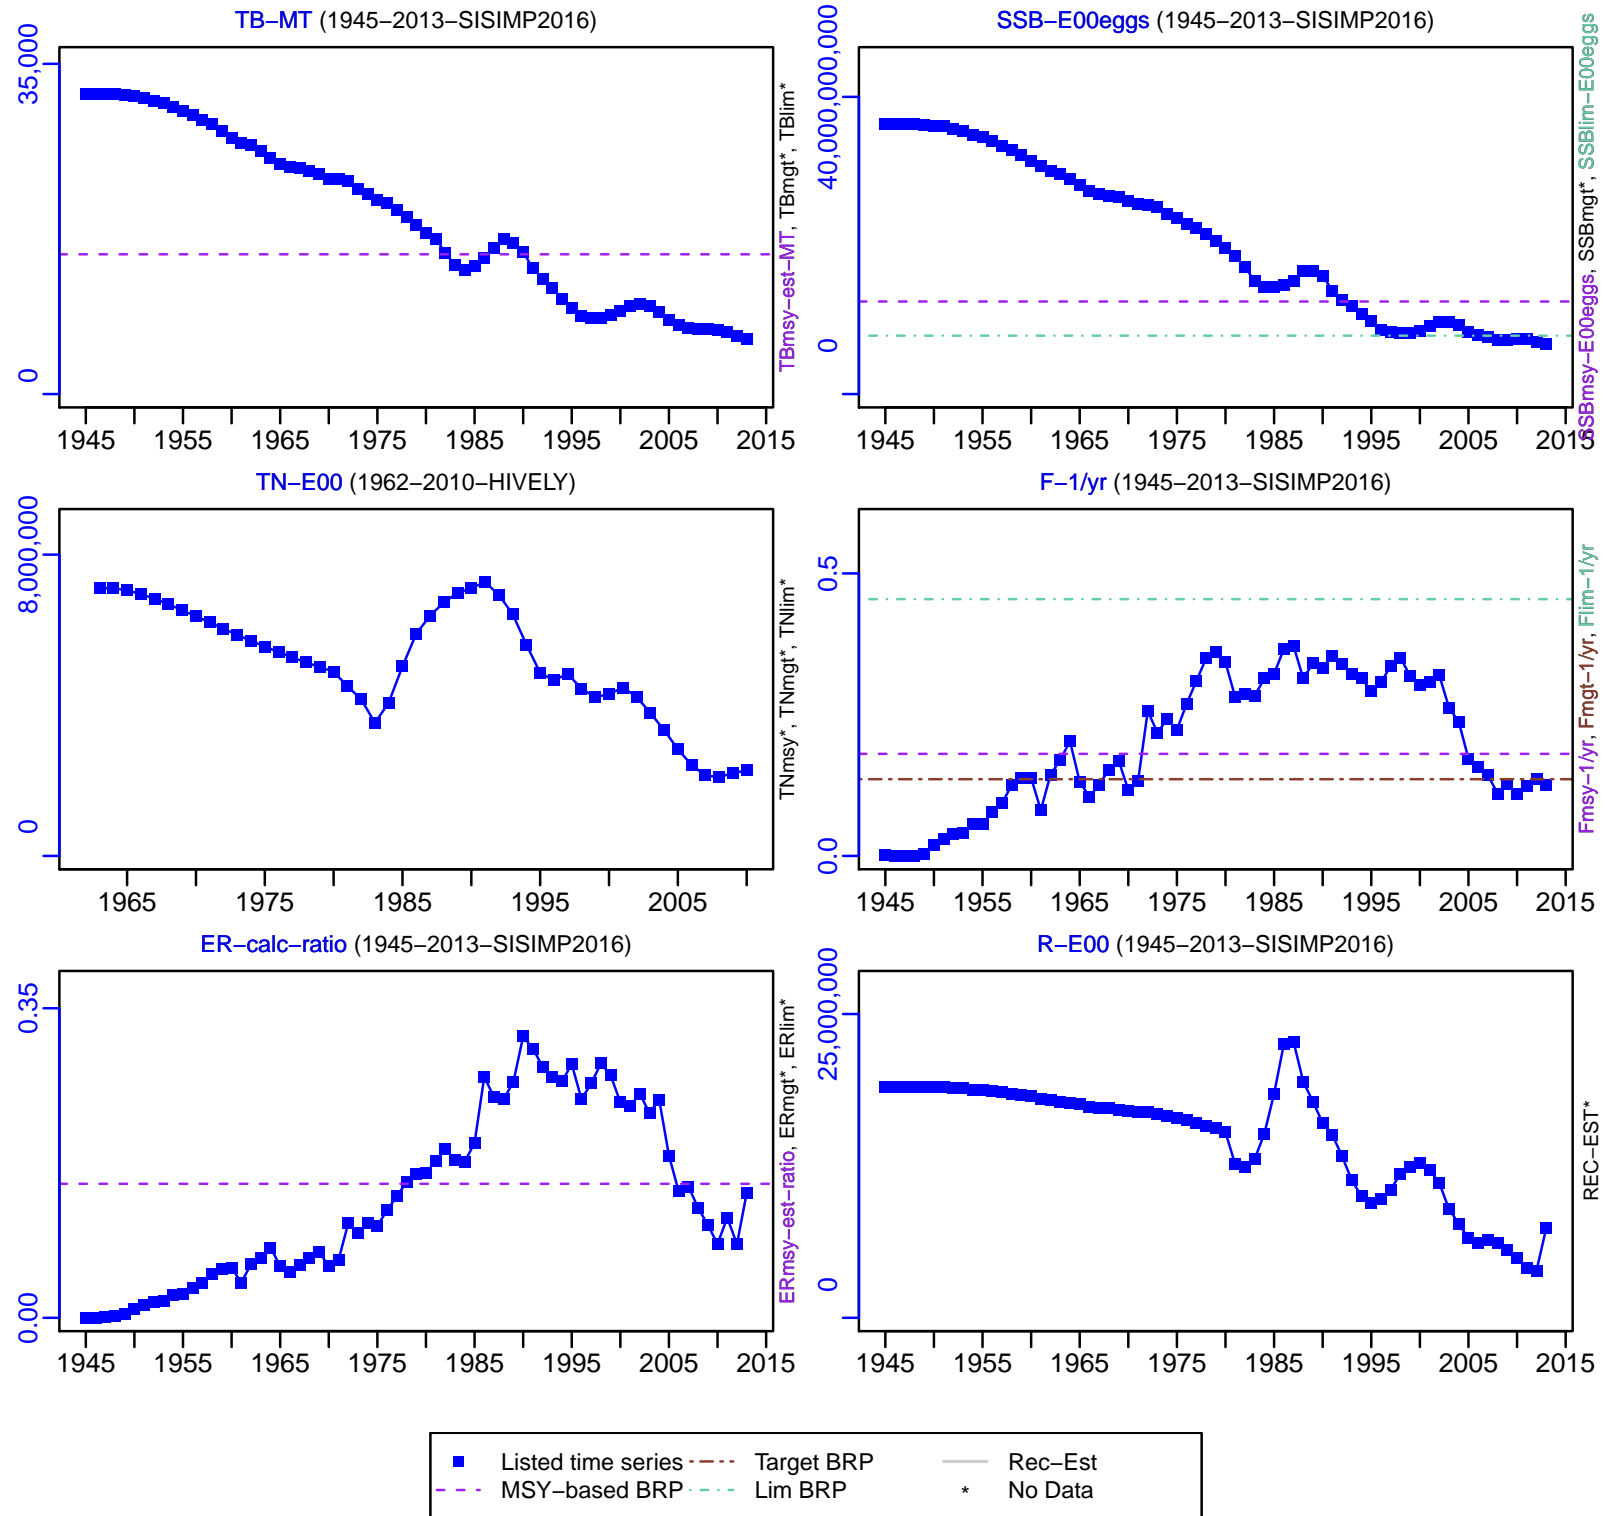 TB−MT (1945−2013−SISIMP2016)
35,000
0
TBmsy−est−MT, TBmgt*, TBlim*
1945 1955 1965 1975 1985 1995 2005 2015
SSB−E00eggs (1945−2013−SISIMP2016)
40,000,000
0
SSBmsy−E00eggs, SSBmgt*, SSBlim−E00eggs
1945 1955 1965 1975 1985 1995 2005 2015
TN−E00 (1962−2010−HIVELY)
8,000,000
0
TNmsy*, TNmgt*, TNlim*
1965 1975 1985 1995 2005
F−1/yr (1945−2013−SISIMP2016)
0.5
0.0
Fmsy−1/yr, Fmgt−1/yr, Flim−1/yr
1945 1955 1965 1975 1985 1995 2005 2015
ER−calc−ratio (1945−2013−SISIMP2016)
0.35
0.00
ERmsy−est−ratio, ERmgt*, ERlim*
1945 1955 1965 1975 1985 1995 2005 2015
R−E00 (1945−2013−SISIMP2016)
25,000,000
0
REC−EST*
1945 1955 1965 1975 1985 1995 2005 2015
Listed time series Target BRP Rec−Est
MSY−based BRP Lim BRP * No Data